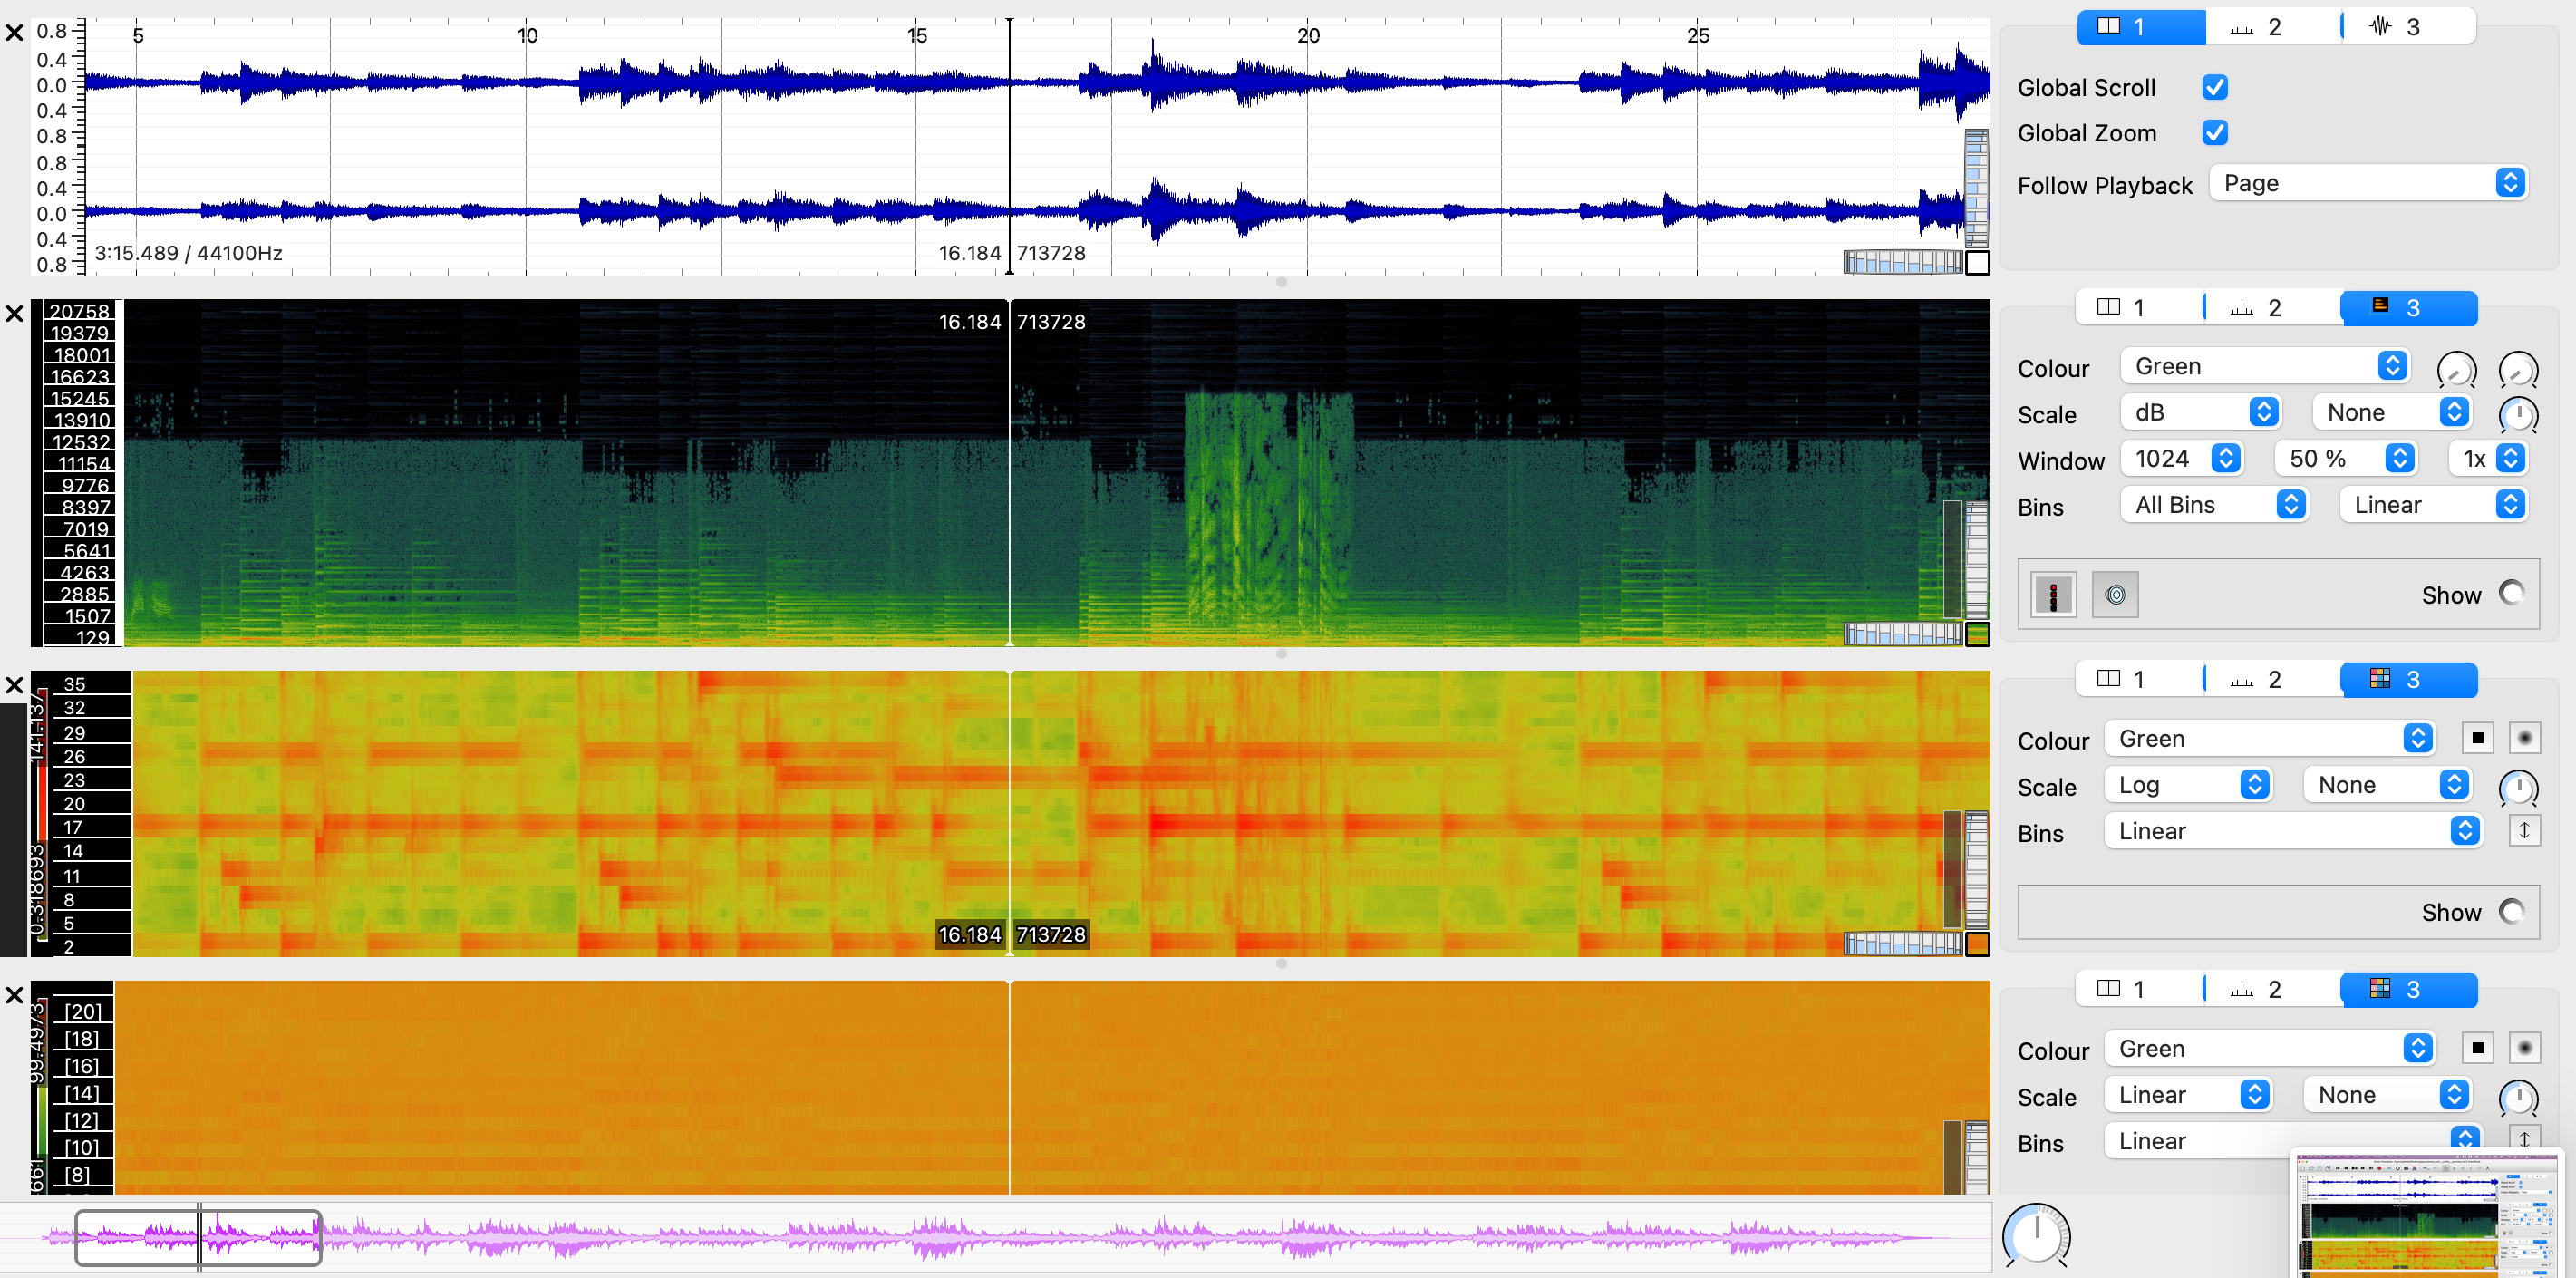 5 10 15 20 25
0.8
0.4
0.0
0.4
0.8
0.8
0.4
0.0
0.4
0.8
3:15.489 / 44100Hz
16.184 713728
1 2 3
Global Scroll
Global Zoom
Follow Playback Page
16.184 713728
20758
19379
18001
16623
15245
13910
12532
11154
9776
8397
7019
5641
4263
2885
1507
129
1 2 3
Colour Green
Scale dB None
Window 1024 50 % 1x
Bins All Bins Linear
Show
35
32
29
26
23
20
17
14
11
8
5
2
141.137
0.318693
16.184 713728
1 2 3
Colour Green
Scale Log None
Bins Linear
Show
[20]
[18]
[16]
[14]
[12]
[10]
[8]
99.4973
1 2 3
Colour Green
Scale Linear None
Bins Linear